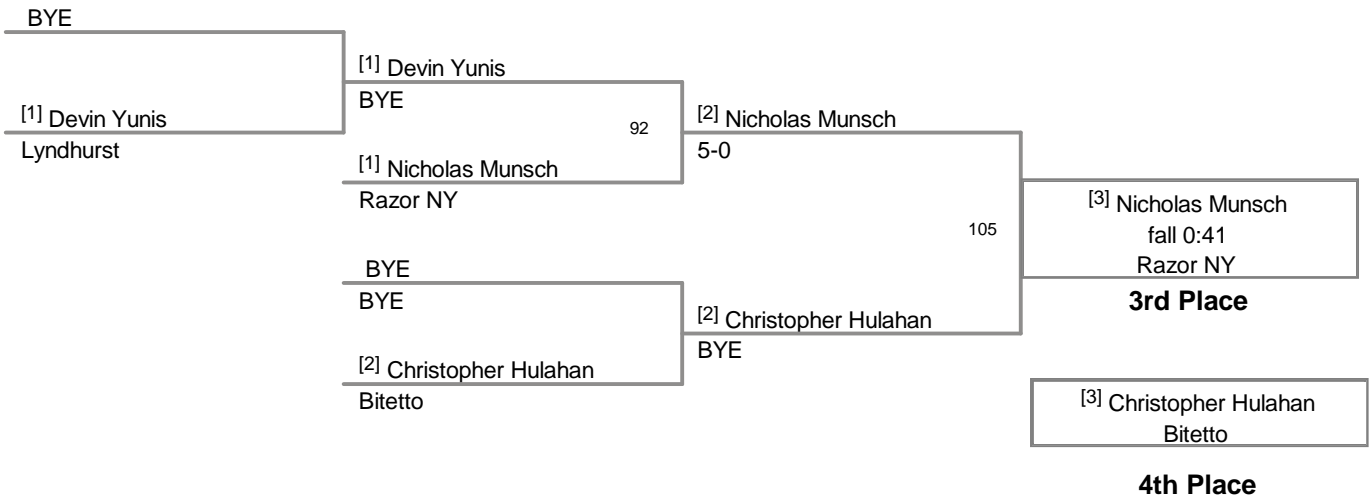 BYE
[1] Devin Yunis
Lyndhurst
[1] Devin Yunis
BYE
92
[1] Nicholas Munsch
Razor NY
BYE
BYE
[2] Christopher Hulahan
Bitetto
[2] Nicholas Munsch
5-0
105
[2] Christopher Hulahan
BYE
[3] Nicholas Munsch
fall 0:41
Razor NY
3rd Place
[3] Christopher Hulahan
Bitetto
4th Place